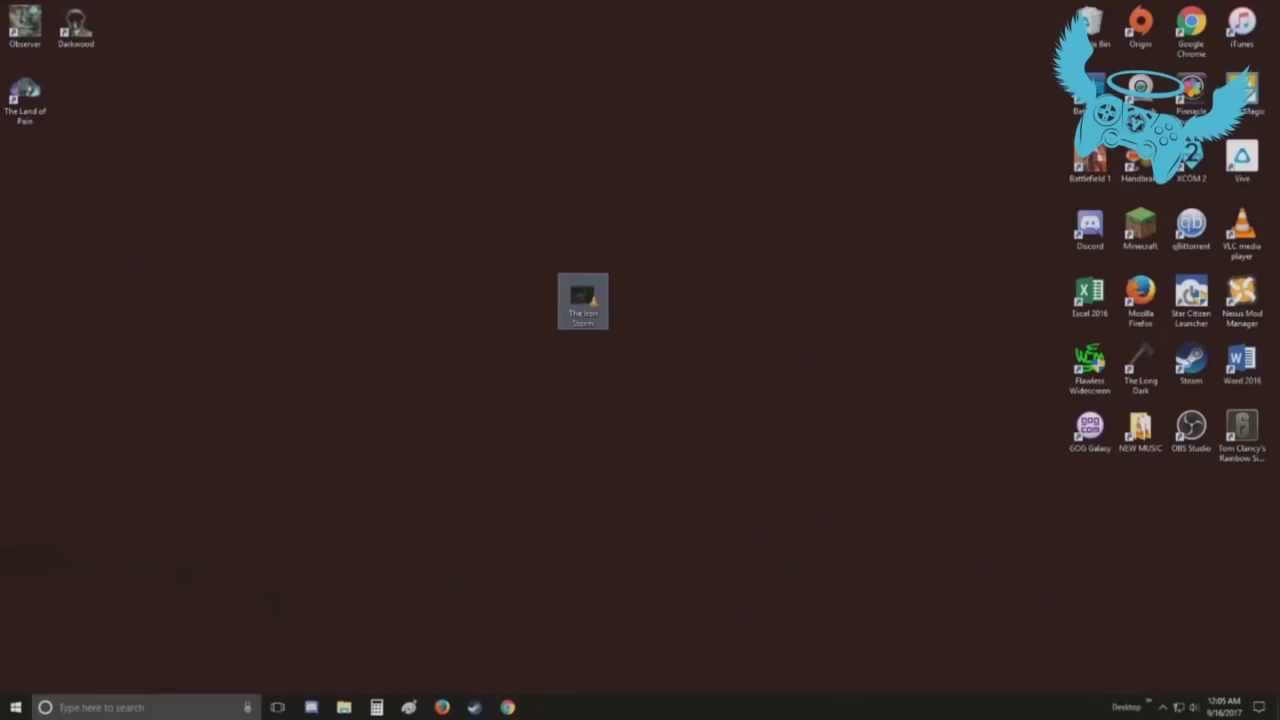 Observer
Darkwood
The Land of
Pain
The Iron
Storm
Bin
Origin
Google
Chrome
iTunes
Pinnacle
Magic
Battlefield 1
XCOM 2
Vive
Discord
Minecraft
qBittorrent
VLC media
player
Excel 2016
Mozilla
Firefox
Star Citizen
Launcher
Nexus Mod
Manager
Flawless
Widescreen
The Long
Dark
Steam
Word 2016
GOG Galaxy
NEW MUSIC
OBS Studio
Tom Clancy's
Rainbow Si...
Type here to search
Desktop
12:05 AM
9/16/2017